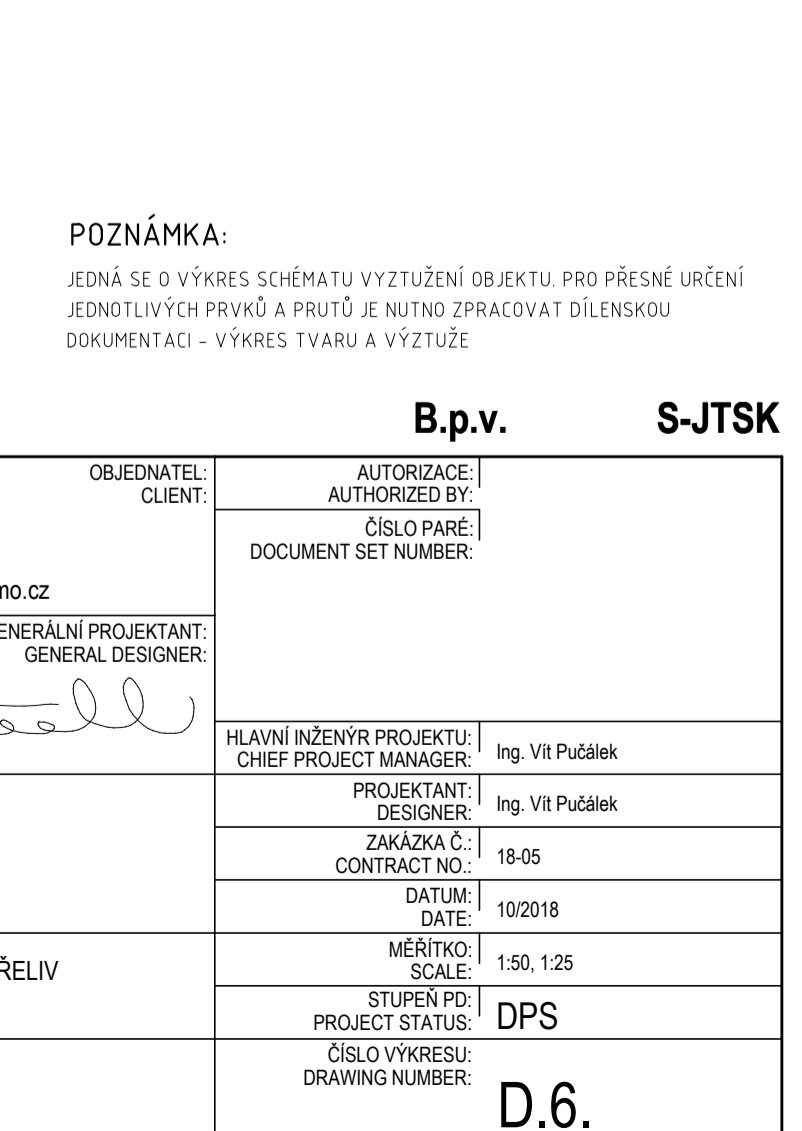 POZNÁMKA:
JEDNÁ SE O VÝKRES SCHÉMATU VYZTUŽENÍ OBJEKTU. PRO PŘESNÉ URČENÍ
JEDNOTLIVÝCH PRVKŮ A PRUTŮ JE NUTNO ZPRACOVAT DÍLENSKOU
DOKUMENTACI – VÝKRES TVARU A VÝZTUŽE
B.p.v. S-JTSK
OBJEDNATEL:
CLIENT:
mo.cz
ENERÁLNÍ PROJEKTANT:
GENERAL DESIGNER:
ŘELIV
AUTORIZACE:
AUTHORIZED BY:
ČÍSLO PARÉ:
DOCUMENT SET NUMBER:
HLAVNÍ INŽENÝR PROJEKTU:
CHIEF PROJECT MANAGER: Ing. Vít Pučálek
PROJEKTANT:
DESIGNER: Ing. Vít Pučálek
ZAKÁZKA Č.:
CONTRACT NO.: 18-05
DATUM:
DATE: 10/2018
MĚŘÍTKO:
SCALE: 1:50, 1:25
STUPEŇ PD:
PROJECT STATUS: DPS
ČÍSLO VÝKRESU:
DRAWING NUMBER:
D.6.